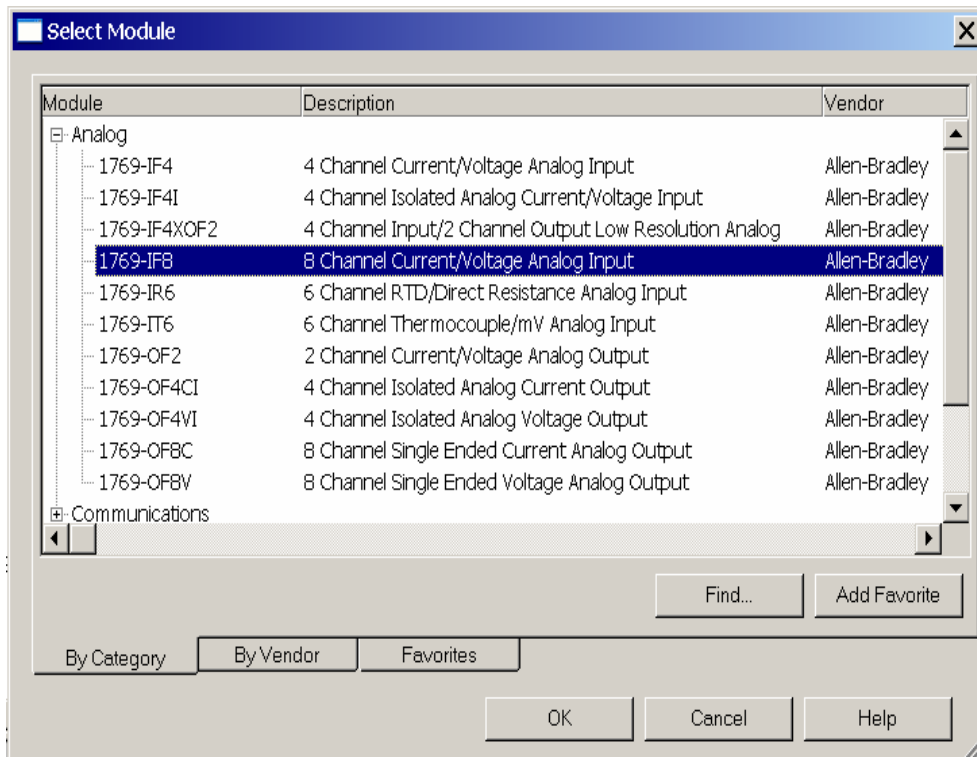 Select Module
Module Description Vendor
Analog
1769-IF4 4 Channel Current/Voltage Analog Input Allen-Bradley
1769-IF4I 4 Channel Isolated Analog Current/Voltage Input Allen-Bradley
1769-IF4XOF2 4 Channel Input/2 Channel Output Low Resolution Analog Allen-Bradley
1769-IF8 8 Channel Current/Voltage Analog Input Allen-Bradley
1769-IR6 6 Channel RTD/Direct Resistance Analog Input Allen-Bradley
1769-IT6 6 Channel Thermocouple/mV Analog Input Allen-Bradley
1769-OF2 2 Channel Current/Voltage Analog Output Allen-Bradley
1769-OF4CI 4 Channel Isolated Analog Current Output Allen-Bradley
1769-OF4VI 4 Channel Isolated Analog Voltage Output Allen-Bradley
1769-OF8C 8 Channel Single Ended Current Analog Output Allen-Bradley
1769-OF8V 8 Channel Single Ended Voltage Analog Output Allen-Bradley
Communications
Find... Add Favorite
By Category By Vendor Favorites
OK Cancel Help